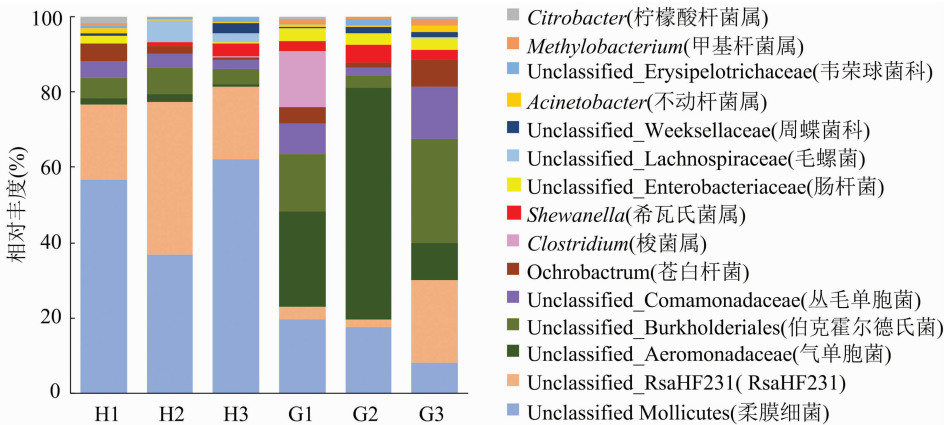 相对丰度(%)
100
80
60
40
20
0
H1 H2 H3 G1 G2 G3
Citrobacter(柠檬酸杆菌属)
Methylobacterium(甲基杆菌属)
Unclassified_Erysipelotrichaceae(韦荣球菌科)
Acinetobacter(不动杆菌属)
Unclassified_Weeksellaceae(周蝶菌科)
Unclassified_Lachnospiraceae(毛螺菌)
Unclassified_Enterobacteriaceae(肠杆菌)
Shewanella(希瓦氏菌属)
Clostridium(梭菌属)
Ochrobactrum(苍白杆菌)
Unclassified_Comamonadaceae(丛毛单胞菌)
Unclassified_Burkholderiales(伯克霍尔德氏菌)
Unclassified_Aeromonadaceae(气单胞菌)
Unclassified_RsaHF231( RsaHF231)
Unclassified Mollicutes(柔膜细菌)